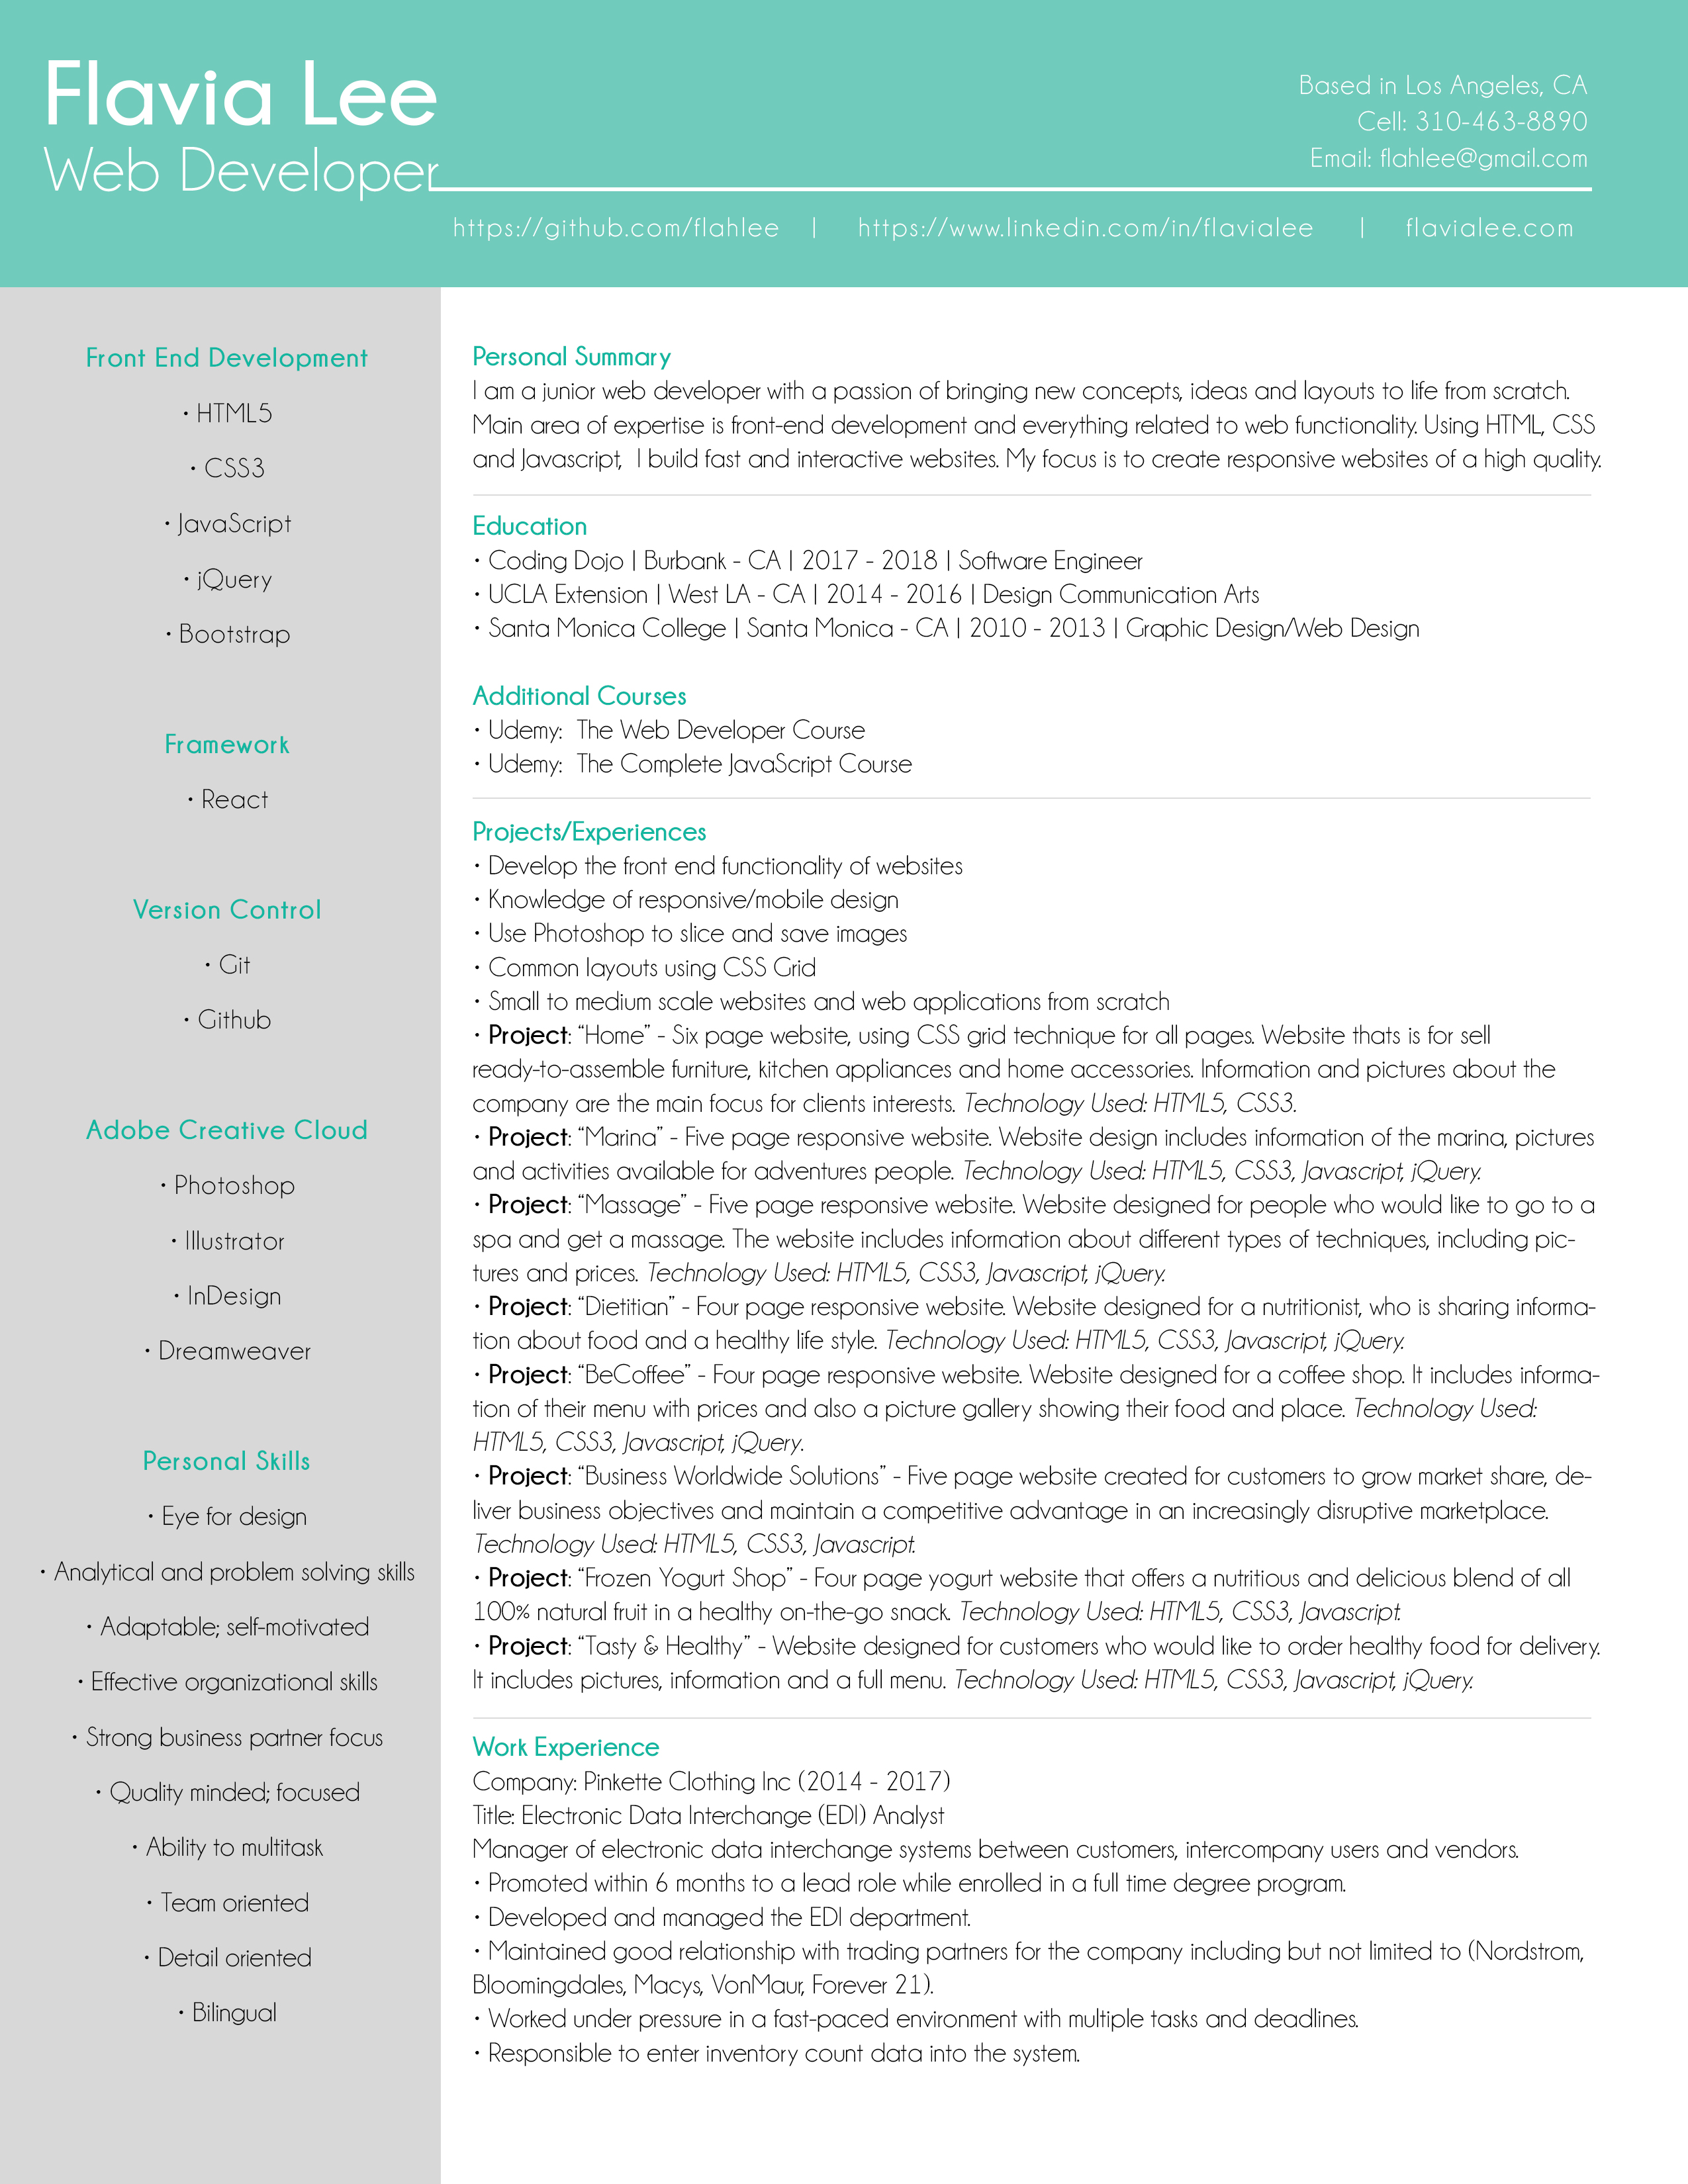 Flavia Lee
Web Developer
Based in Los Angeles, CA
Cell: 310-463-8890
Email: flahlee@gmail.com
https://github.com/flahlee | https://www.linkedin.com/in/flavialee | flavialee.com
Front End Development
• HTML5
• CSS3
• JavaScript
• jQuery
• Bootstrap
Framework
• React
Version Control
• Git
• Github
Adobe Creative Cloud
• Photoshop
• Illustrator
• InDesign
• Dreamweaver
Personal Skills
• Eye for design
• Analytical and problem solving skills
• Adaptable; self-motivated
• Effective organizational skills
• Strong business partner focus
• Quality minded; focused
• Ability to multitask
• Team oriented
• Detail oriented
• Bilingual
Personal Summary
I am a junior web developer with a passion of bringing new concepts, ideas and layouts to life from scratch.
Main area of expertise is front-end development and everything related to web functionality. Using HTML, CSS
and Javascript,  I build fast and interactive websites. My focus is to create responsive websites of a high quality.
Education
• Coding Dojo | Burbank - CA | 2017 - 2018 | Software Engineer
• UCLA Extension | West LA - CA | 2014 - 2016 | Design Communication Arts
• Santa Monica College | Santa Monica - CA | 2010 - 2013 | Graphic Design/Web Design
Additional Courses
• Udemy:  The Web Developer Course
• Udemy:  The Complete JavaScript Course
Projects/Experiences
• Develop the front end functionality of websites
• Knowledge of responsive/mobile design
• Use Photoshop to slice and save images
• Common layouts using CSS Grid
• Small to medium scale websites and web applications from scratch
• Project: “Home” - Six page website, using CSS grid technique for all pages. Website thats is for sell
ready-to-assemble furniture, kitchen appliances and home accessories. Information and pictures about the
company are the main focus for clients interests. Technology Used: HTML5, CSS3.
• Project: “Marina” - Five page responsive website. Website design includes information of the marina, pictures
and activities available for adventures people. Technology Used: HTML5, CSS3, Javascript, jQuery.
• Project: “Massage” - Five page responsive website. Website designed for people who would like to go to a
spa and get a massage. The website includes information about different types of techniques, including pic-
tures and prices. Technology Used: HTML5, CSS3, Javascript, jQuery.
• Project: “Dietitian” - Four page responsive website. Website designed for a nutritionist, who is sharing informa-
tion about food and a healthy life style. Technology Used: HTML5, CSS3, Javascript, jQuery.
• Project: “BeCoffee” - Four page responsive website. Website designed for a coffee shop. It includes informa-
tion of their menu with prices and also a picture gallery showing their food and place. Technology Used:
HTML5, CSS3, Javascript, jQuery.
• Project: “Business Worldwide Solutions” - Five page website created for customers to grow market share, de-
liver business objectives and maintain a competitive advantage in an increasingly disruptive marketplace.
Technology Used: HTML5, CSS3, Javascript.
• Project: “Frozen Yogurt Shop” - Four page yogurt website that offers a nutritious and delicious blend of all
100% natural fruit in a healthy on-the-go snack. Technology Used: HTML5, CSS3, Javascript.
• Project: “Tasty & Healthy” - Website designed for customers who would like to order healthy food for delivery.
It includes pictures, information and a full menu. Technology Used: HTML5, CSS3, Javascript, jQuery.
Work Experience
Company: Pinkette Clothing Inc (2014 - 2017)
Title: Electronic Data Interchange (EDI) Analyst
Manager of electronic data interchange systems between customers, intercompany users and vendors.
• Promoted within 6 months to a lead role while enrolled in a full time degree program.
• Developed and managed the EDI department.
• Maintained good relationship with trading partners for the company including but not limited to (Nordstrom,
Bloomingdales, Macys, VonMaur, Forever 21).
• Worked under pressure in a fast-paced environment with multiple tasks and deadlines.
• Responsible to enter inventory count data into the system.